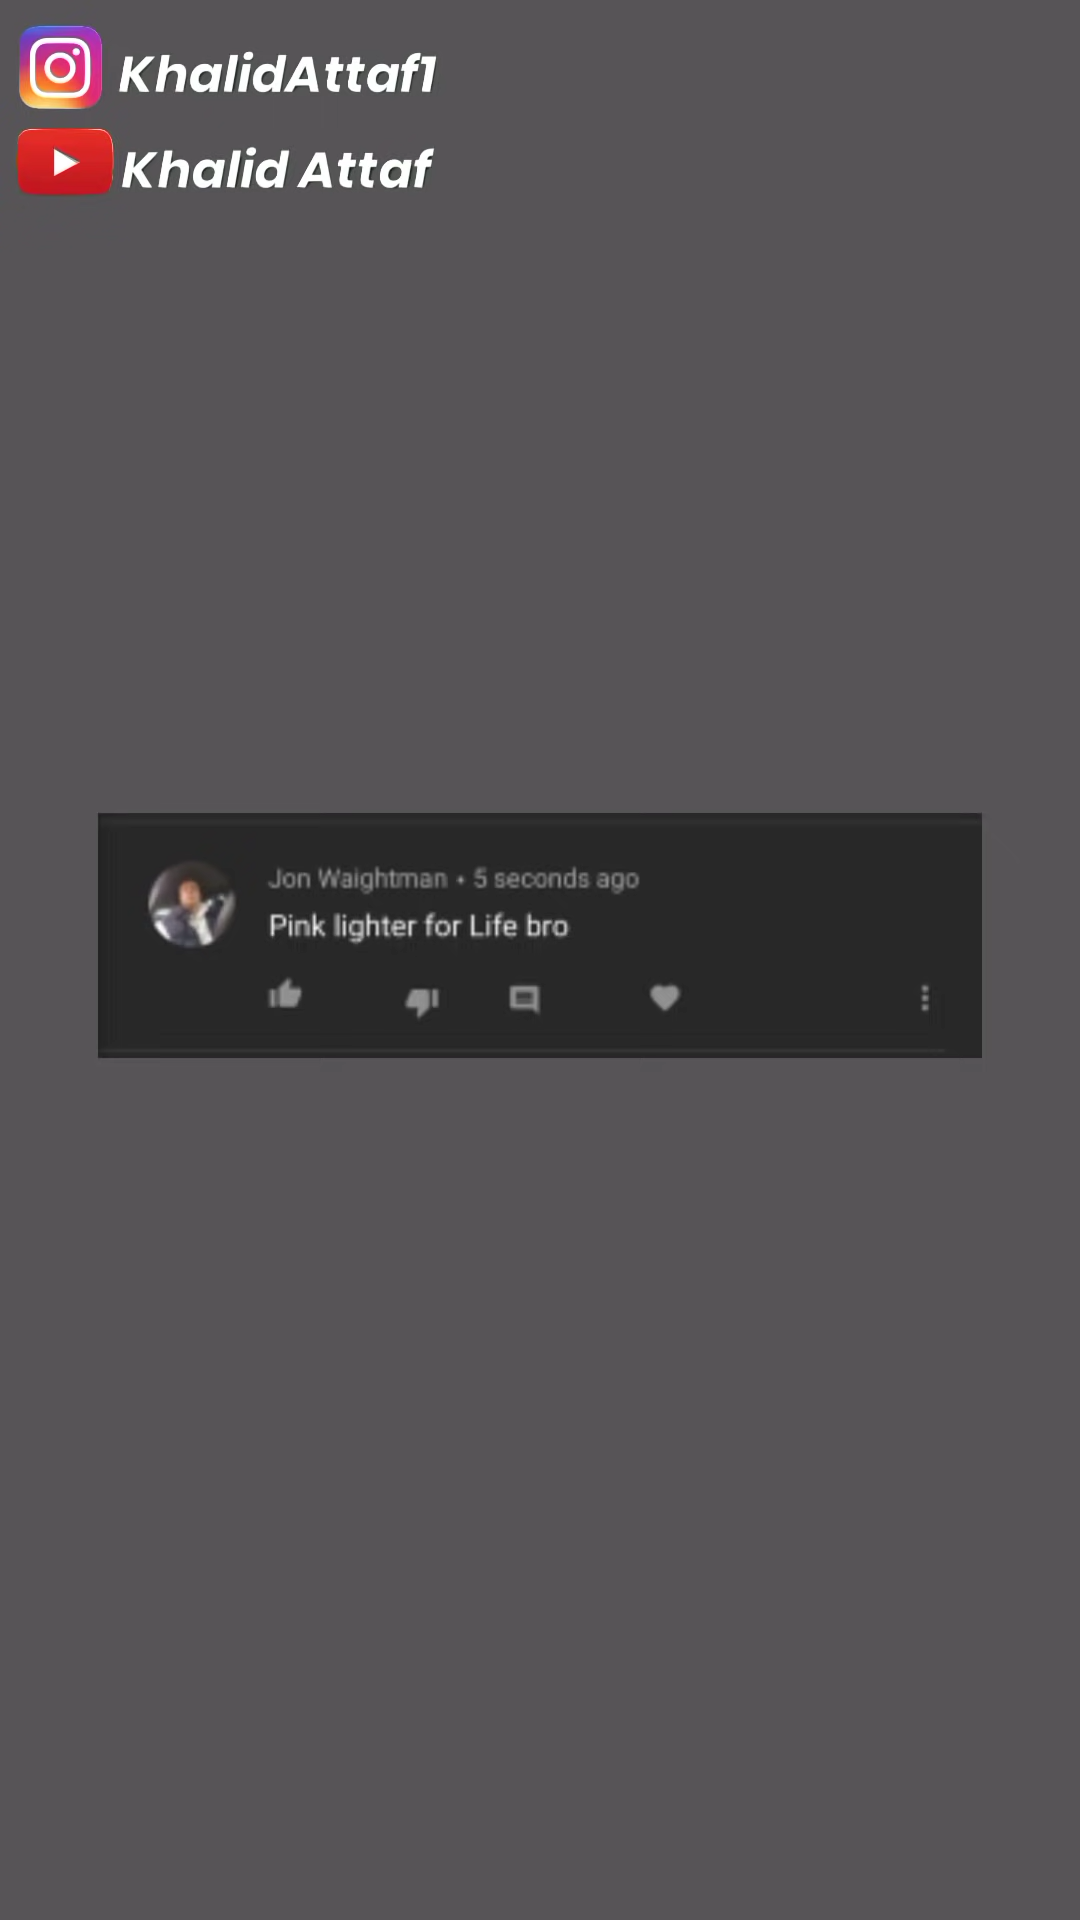 KhalidAttaf1
Khalid Attaf
Jon Waightman • 5 seconds ago
Pink lighter for Life bro